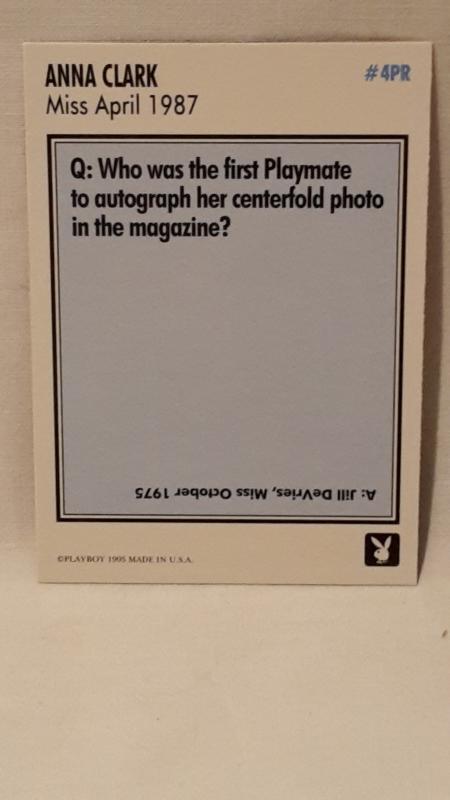 ANNA CLARK
Miss April 1987
#4PR
Q: Who was the first Playmate
to autograph her centerfold photo
in the magazine?
A: Jill DeVries, Miss October 1975
©PLAYBOY 1995 MADE IN U.S.A.